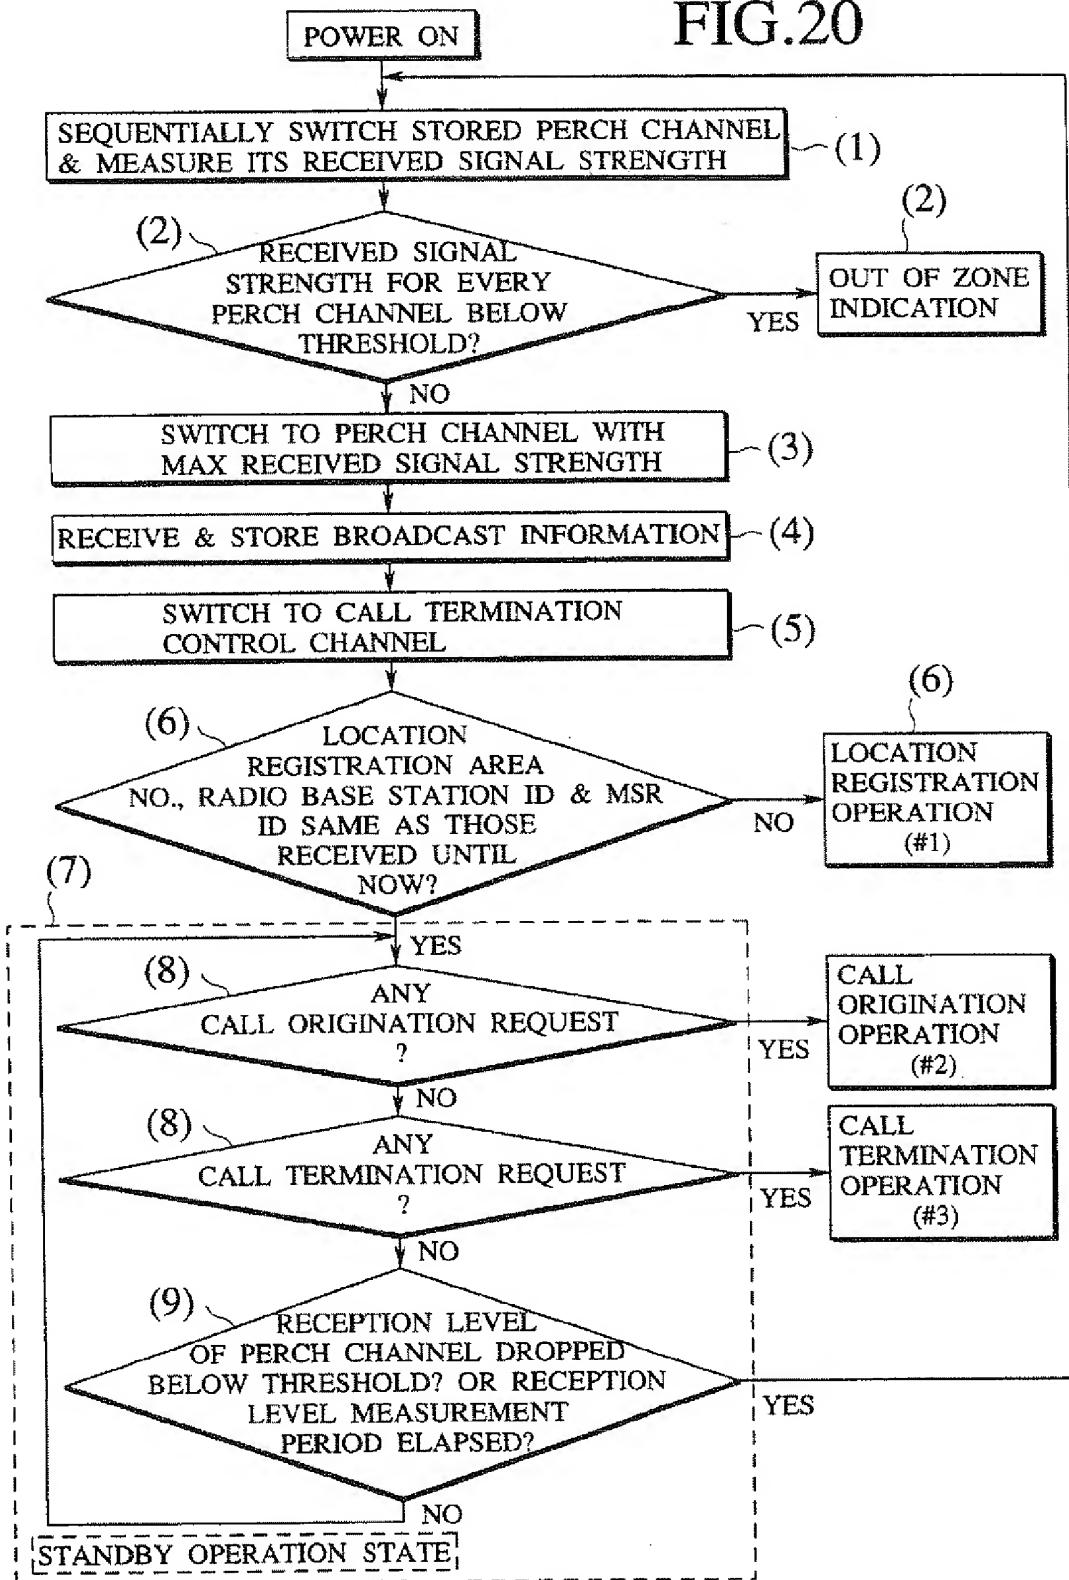 FIG.20
POWER ON
SEQUENTIALLY SWITCH STORED PERCH CHANNEL
& MEASURE ITS RECEIVED SIGNAL STRENGTH
(1)
(2)
RECEIVED SIGNAL
STRENGTH FOR EVERY
PERCH CHANNEL BELOW
THRESHOLD?
YES
(2)
OUT OF ZONE
INDICATION
NO
SWITCH TO PERCH CHANNEL WITH
MAX RECEIVED SIGNAL STRENGTH
(3)
RECEIVE & STORE BROADCAST INFORMATION
(4)
SWITCH TO CALL TERMINATION
CONTROL CHANNEL
(5)
(6)
LOCATION
REGISTRATION AREA
NO., RADIO BASE STATION ID & MSR
ID SAME AS THOSE
RECEIVED UNTIL
NOW?
NO
(6)
LOCATION
REGISTRATION
OPERATION
(#1)
(7)
YES
(8)
ANY
CALL ORIGINATION REQUEST
?
YES
CALL
ORIGINATION
OPERATION
(#2)
NO
(8)
ANY
CALL TERMINATION REQUEST
?
YES
CALL
TERMINATION
OPERATION
(#3)
NO
(9)
RECEPTION LEVEL
OF PERCH CHANNEL DROPPED
BELOW THRESHOLD? OR RECEPTION
LEVEL MEASUREMENT
PERIOD ELAPSED?
YES
NO
STANDBY OPERATION STATE